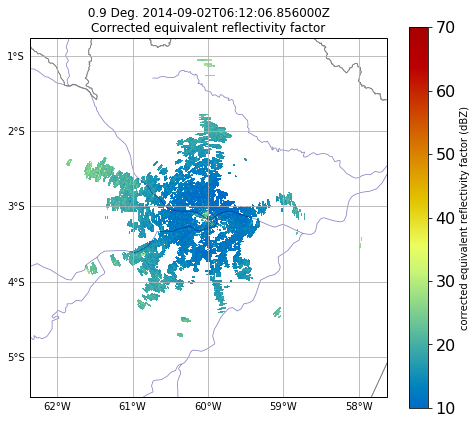 0.9 Deg. 2014-09-02T06:12:06.856000Z
Corrected equivalent reflectivity factor
1°S
2°S
3°S
4°S
5°S
62°W 61°W 60°W 59°W 58°W
70
60
50
40
30
20
10
corrected equivalent reflectivity factor (dBZ)